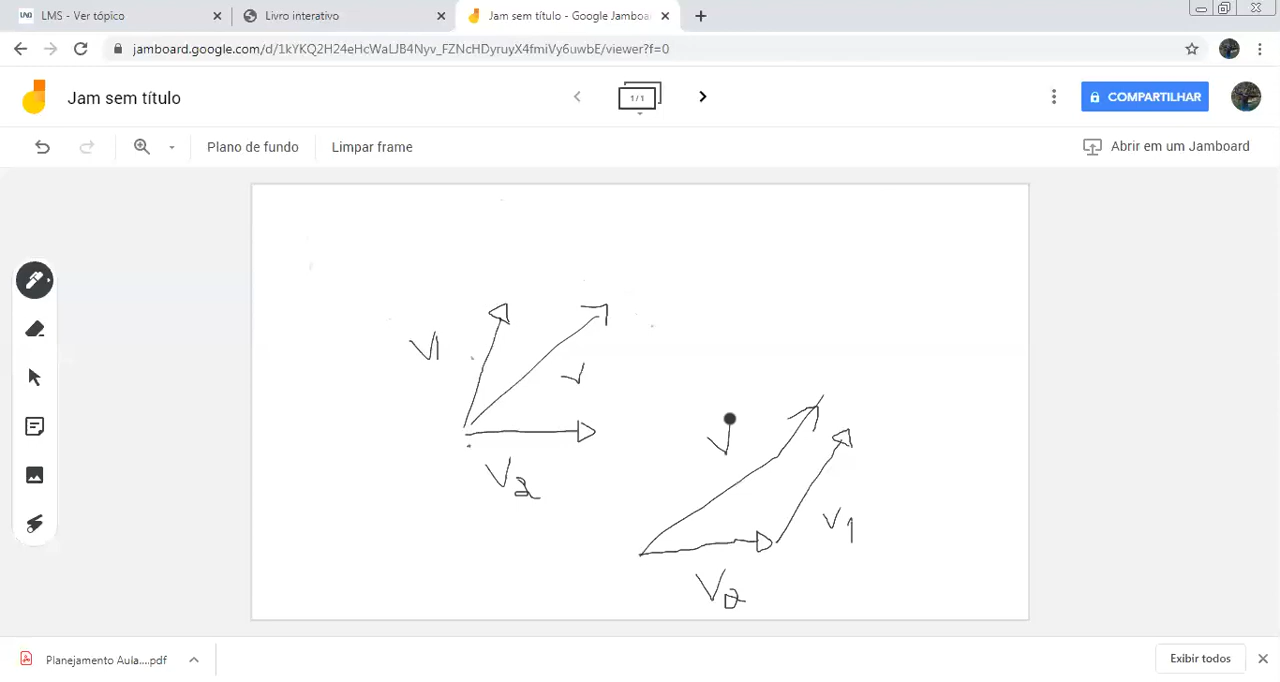 LMS - Ver tópico
Livro interativo
Jam sem título - Google Jamboa
jamboard.google.com/d/1kYKQ2H24eHcWaLJB4Nyv_FZNcHDyruyX4fmiVy6uwbE/viewer?f=0
Jam sem título
1/1
COMPARTILHAR
Plano de fundo
Limpar frame
Abrir em um Jamboard
V1
V
V2
V
V1
V2
Planejamento Aula....pdf
Exibir todos